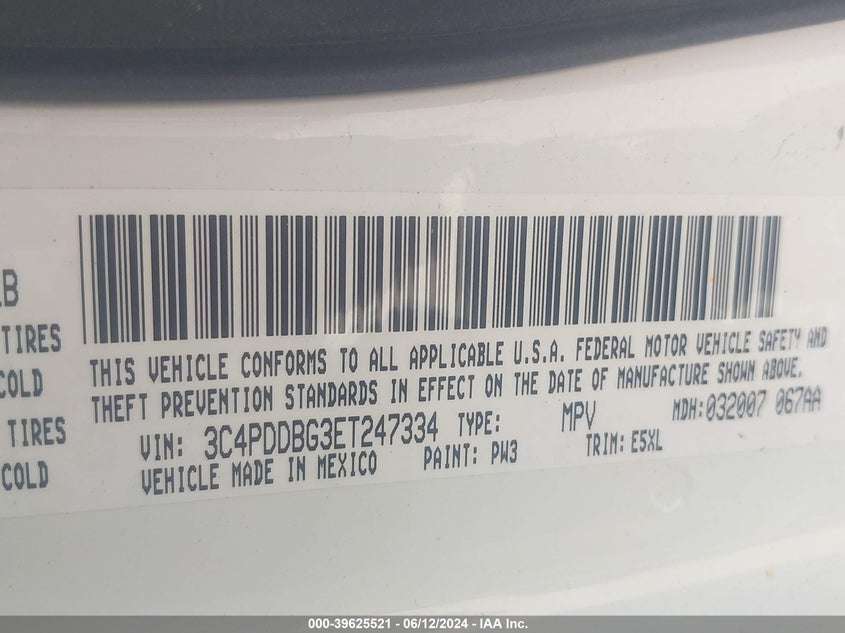 B
TIRES
COLD
TIRES
COLD
THIS VEHICLE CONFORMS TO ALL APPLICABLE U.S.A. FEDERAL MOTOR VEHICLE SAFETY AND
THEFT PREVENTION STANDARDS IN EFFECT ON THE DATE OF MANUFACTURE SHOWN ABOVE.
VIN: 3C4PDDBG3ET247334 TYPE: MPV MDH:032007 067AA
VEHICLE MADE IN MEXICO PAINT: PW3 TRIM: E5XL
000-39625521 - 06/12/2024 - IAA Inc.